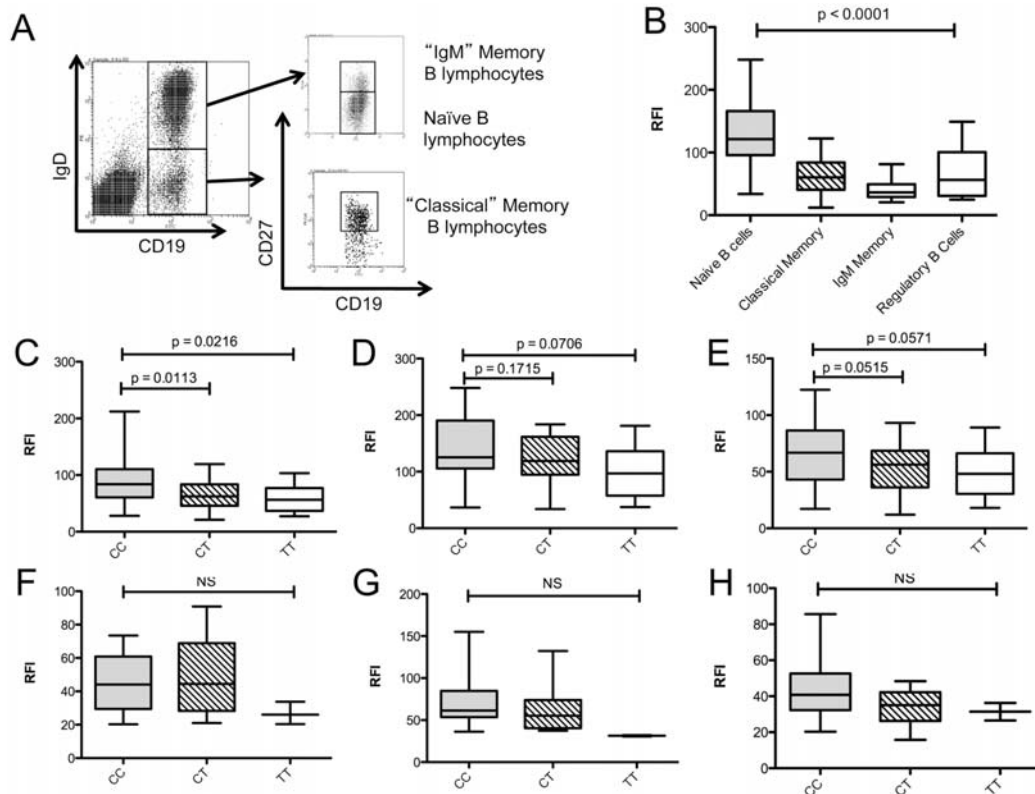 A
IgD
CD19
"IgM" Memory
B lymphocytes
Naïve B
lymphocytes
"Classical" Memory
B lymphocytes
CD27
CD19
B
p < 0.0001
RFI
300
200
100
0
Naive B cells
Classical Memory
IgM Memory
Regulatory B Cells
C
p = 0.0216
p = 0.0113
RFI
300
200
100
0
CC
CT
TT
D
p = 0.0706
p = 0.1715
RFI
300
200
100
0
CC
CT
TT
E
p = 0.0571
p = 0.0515
RFI
150
100
50
0
CC
CT
TT
F
NS
RFI
100
80
60
40
20
0
CC
CT
TT
G
NS
RFI
200
150
100
50
0
CC
CT
TT
H
NS
RFI
100
80
60
40
20
0
CC
CT
TT